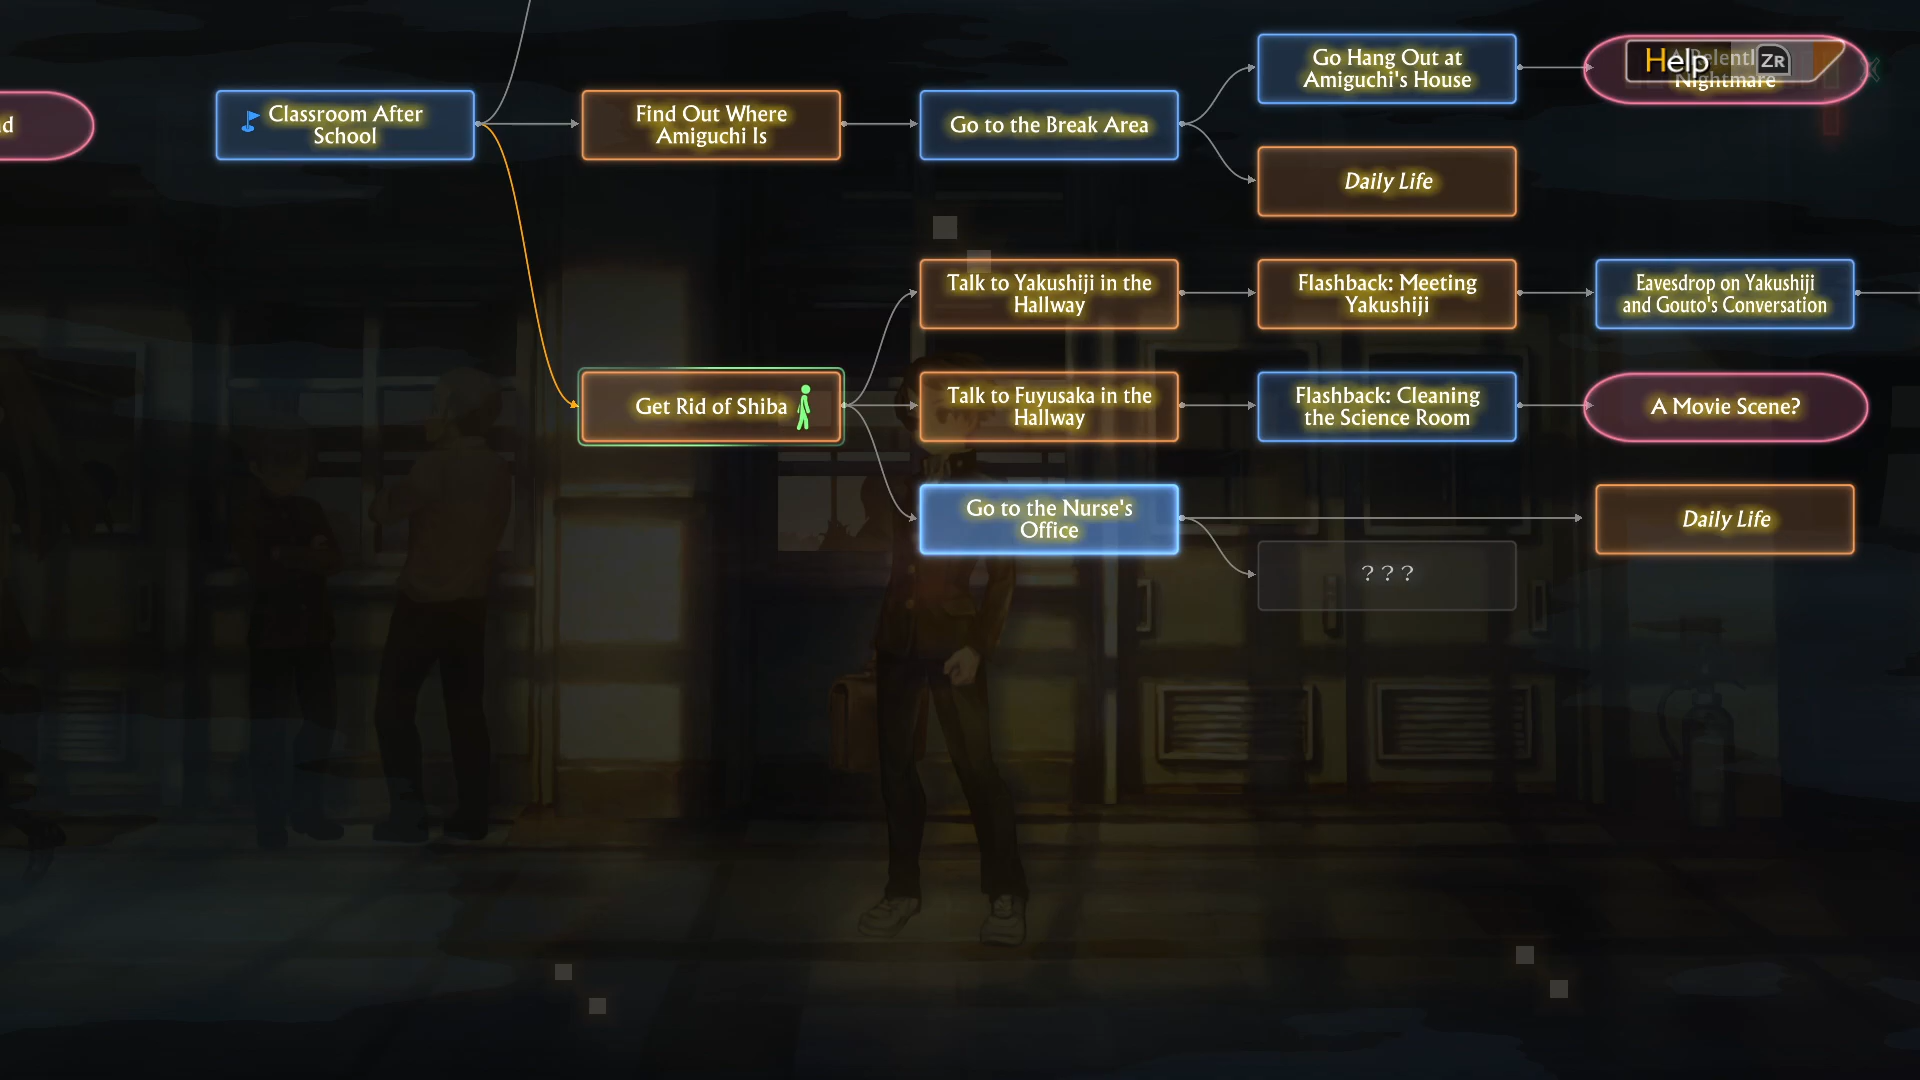 Go Hang Out at
Amiguchi's House
Help ZR
Nightmare
d
Classroom After
School
Find Out Where
Amiguchi Is
Go to the Break Area
Daily Life
Talk to Yakushiji in the
Hallway
Flashback: Meeting
Yakushiji
Eavesdrop on Yakushiji
and Gouto's Conversation
Get Rid of Shiba
Talk to Fuyusaka in the
Hallway
Flashback: Cleaning
the Science Room
A Movie Scene?
Go to the Nurse's
Office
Daily Life
? ? ?